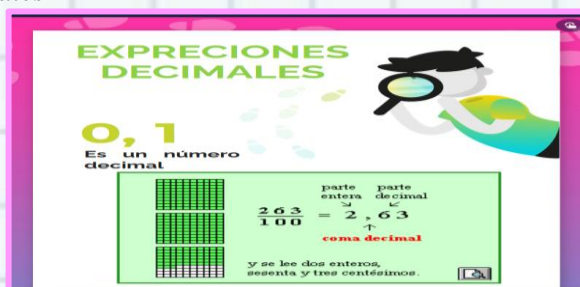 EXPRECIONES
DECIMALES
0, 1
Es un número
decimal
parte parte
entera decimal
263
100
= 2 , 63
coma decimal
y se lee dos enteros,
sesenta y tres centésimos.